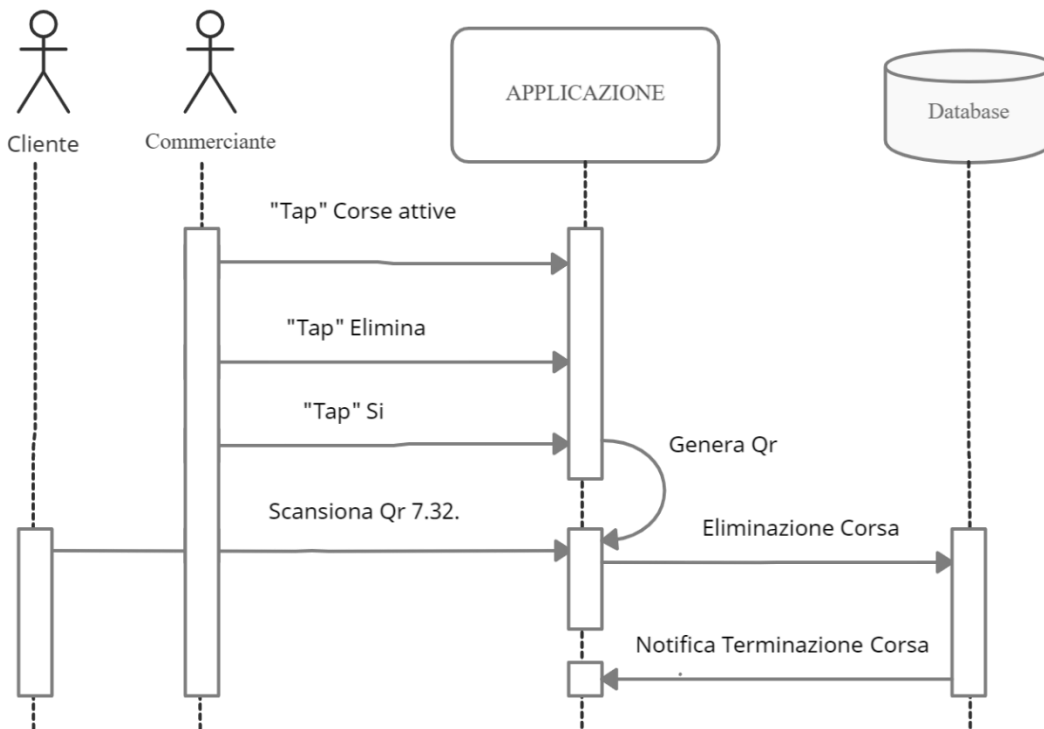 Cliente
Commerciante
APPLICAZIONE
Database
"Tap" Corse attive
"Tap" Elimina
"Tap" Si
Genera Qr
Scansiona Qr 7.32.
Eliminazione Corsa
Notifica Terminazione Corsa